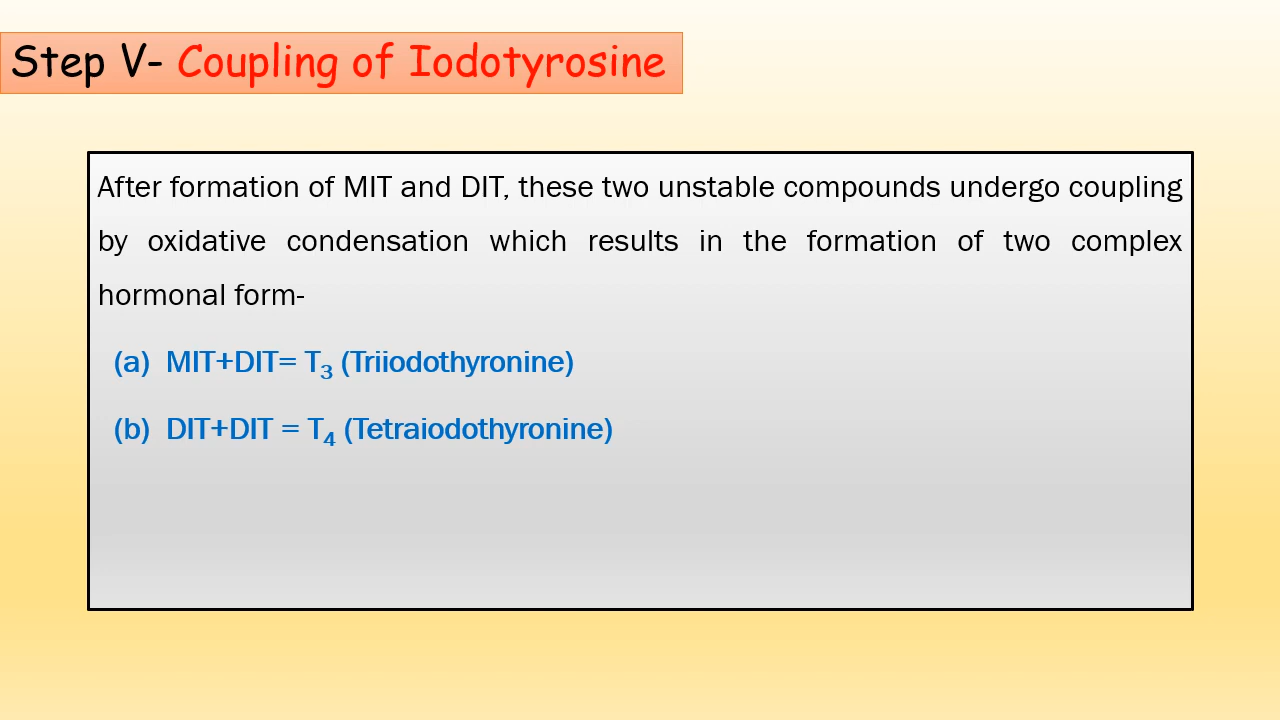 Step V- Coupling of Iodotyrosine
After formation of MIT and DIT, these two unstable compounds undergo coupling
by oxidative condensation which results in the formation of two complex
hormonal form-
(a) MIT+DIT= T₃ (Triiodothyronine)
(b) DIT+DIT = T₄ (Tetraiodothyronine)